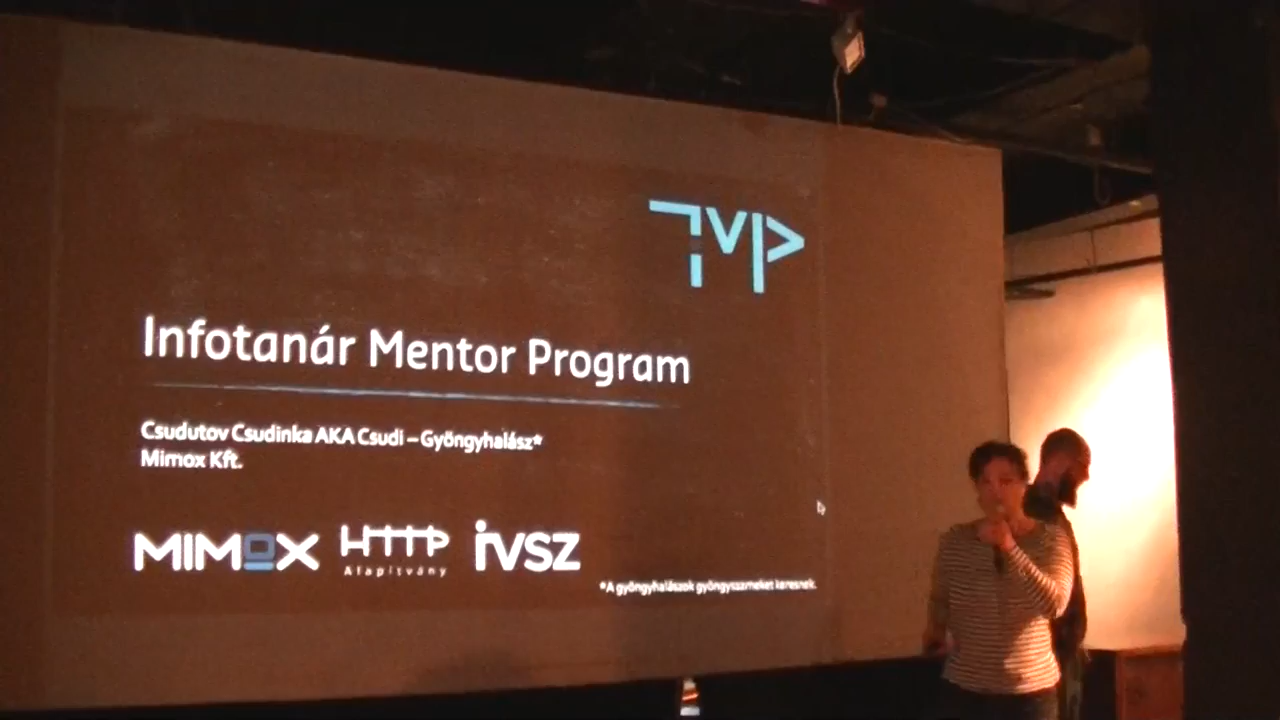 IMP
Infotanár Mentor Program
Csudutov Csudinka AKA Csudi – Gyöngyhalász*
Mimox Kft.
MIMOX HTTP Alapítvány iVSZ
*A gyöngyhalászok gyöngyszemeket keresnek.